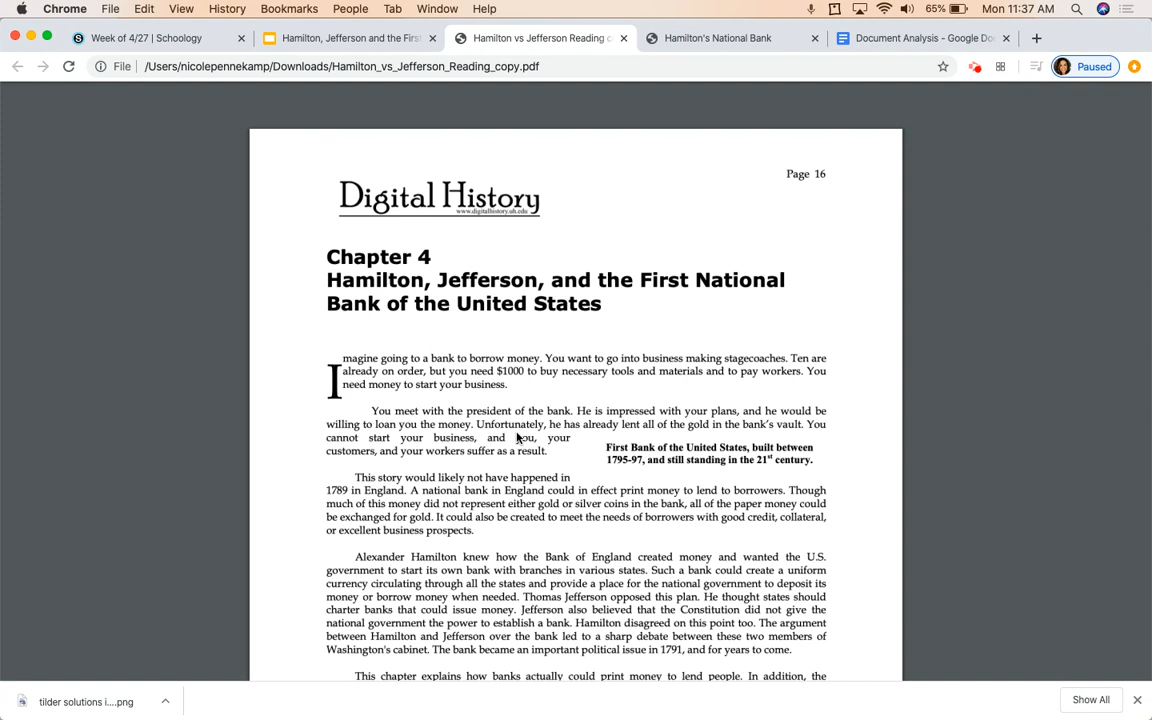 Chrome File Edit View History Bookmarks People Tab Window Help 65% Mon 11:37 AM
Week of 4/27 | Schoology Hamilton, Jefferson and the Firs Hamilton vs Jefferson Reading c Hamilton's National Bank Document Analysis - Google Do
File /Users/nicolepennekamp/Downloads/Hamilton_vs_Jefferson_Reading_copy.pdf Paused
Page 16
Digital History
www.digitalhistory.uh.edu
Chapter 4
Hamilton, Jefferson, and the First National
Bank of the United States
Imagine going to a bank to borrow money. You want to go into business making stagecoaches. Ten are
already on order, but you need $1000 to buy necessary tools and materials and to pay workers. You
need money to start your business.
You meet with the president of the bank. He is impressed with your plans, and he would be
willing to loan you the money. Unfortunately, he has already lent all of the gold in the bank's vault. You
cannot start your business, and you, your
customers, and your workers suffer as a result.
First Bank of the United States, built between
1795-97, and still standing in the 21st century.
This story would likely not have happened in
1789 in England. A national bank in England could in effect print money to lend to borrowers. Though
much of this money did not represent either gold or silver coins in the bank, all of the paper money could
be exchanged for gold. It could also be created to meet the needs of borrowers with good credit, collateral,
or excellent business prospects.
Alexander Hamilton knew how the Bank of England created money and wanted the U.S.
government to start its own bank with branches in various states. Such a bank could create a uniform
currency circulating through all the states and provide a place for the national government to deposit its
money or borrow money when needed. Thomas Jefferson opposed this plan. He thought states should
charter banks that could issue money. Jefferson also believed that the Constitution did not give the
national government the power to establish a bank. Hamilton disagreed on this point too. The argument
between Hamilton and Jefferson over the bank led to a sharp debate between these two members of
Washington's cabinet. The bank became an important political issue in 1791, and for years to come.
This chapter explains how banks actually could print money to lend people. In addition, the
tilder solutions i....png Show All